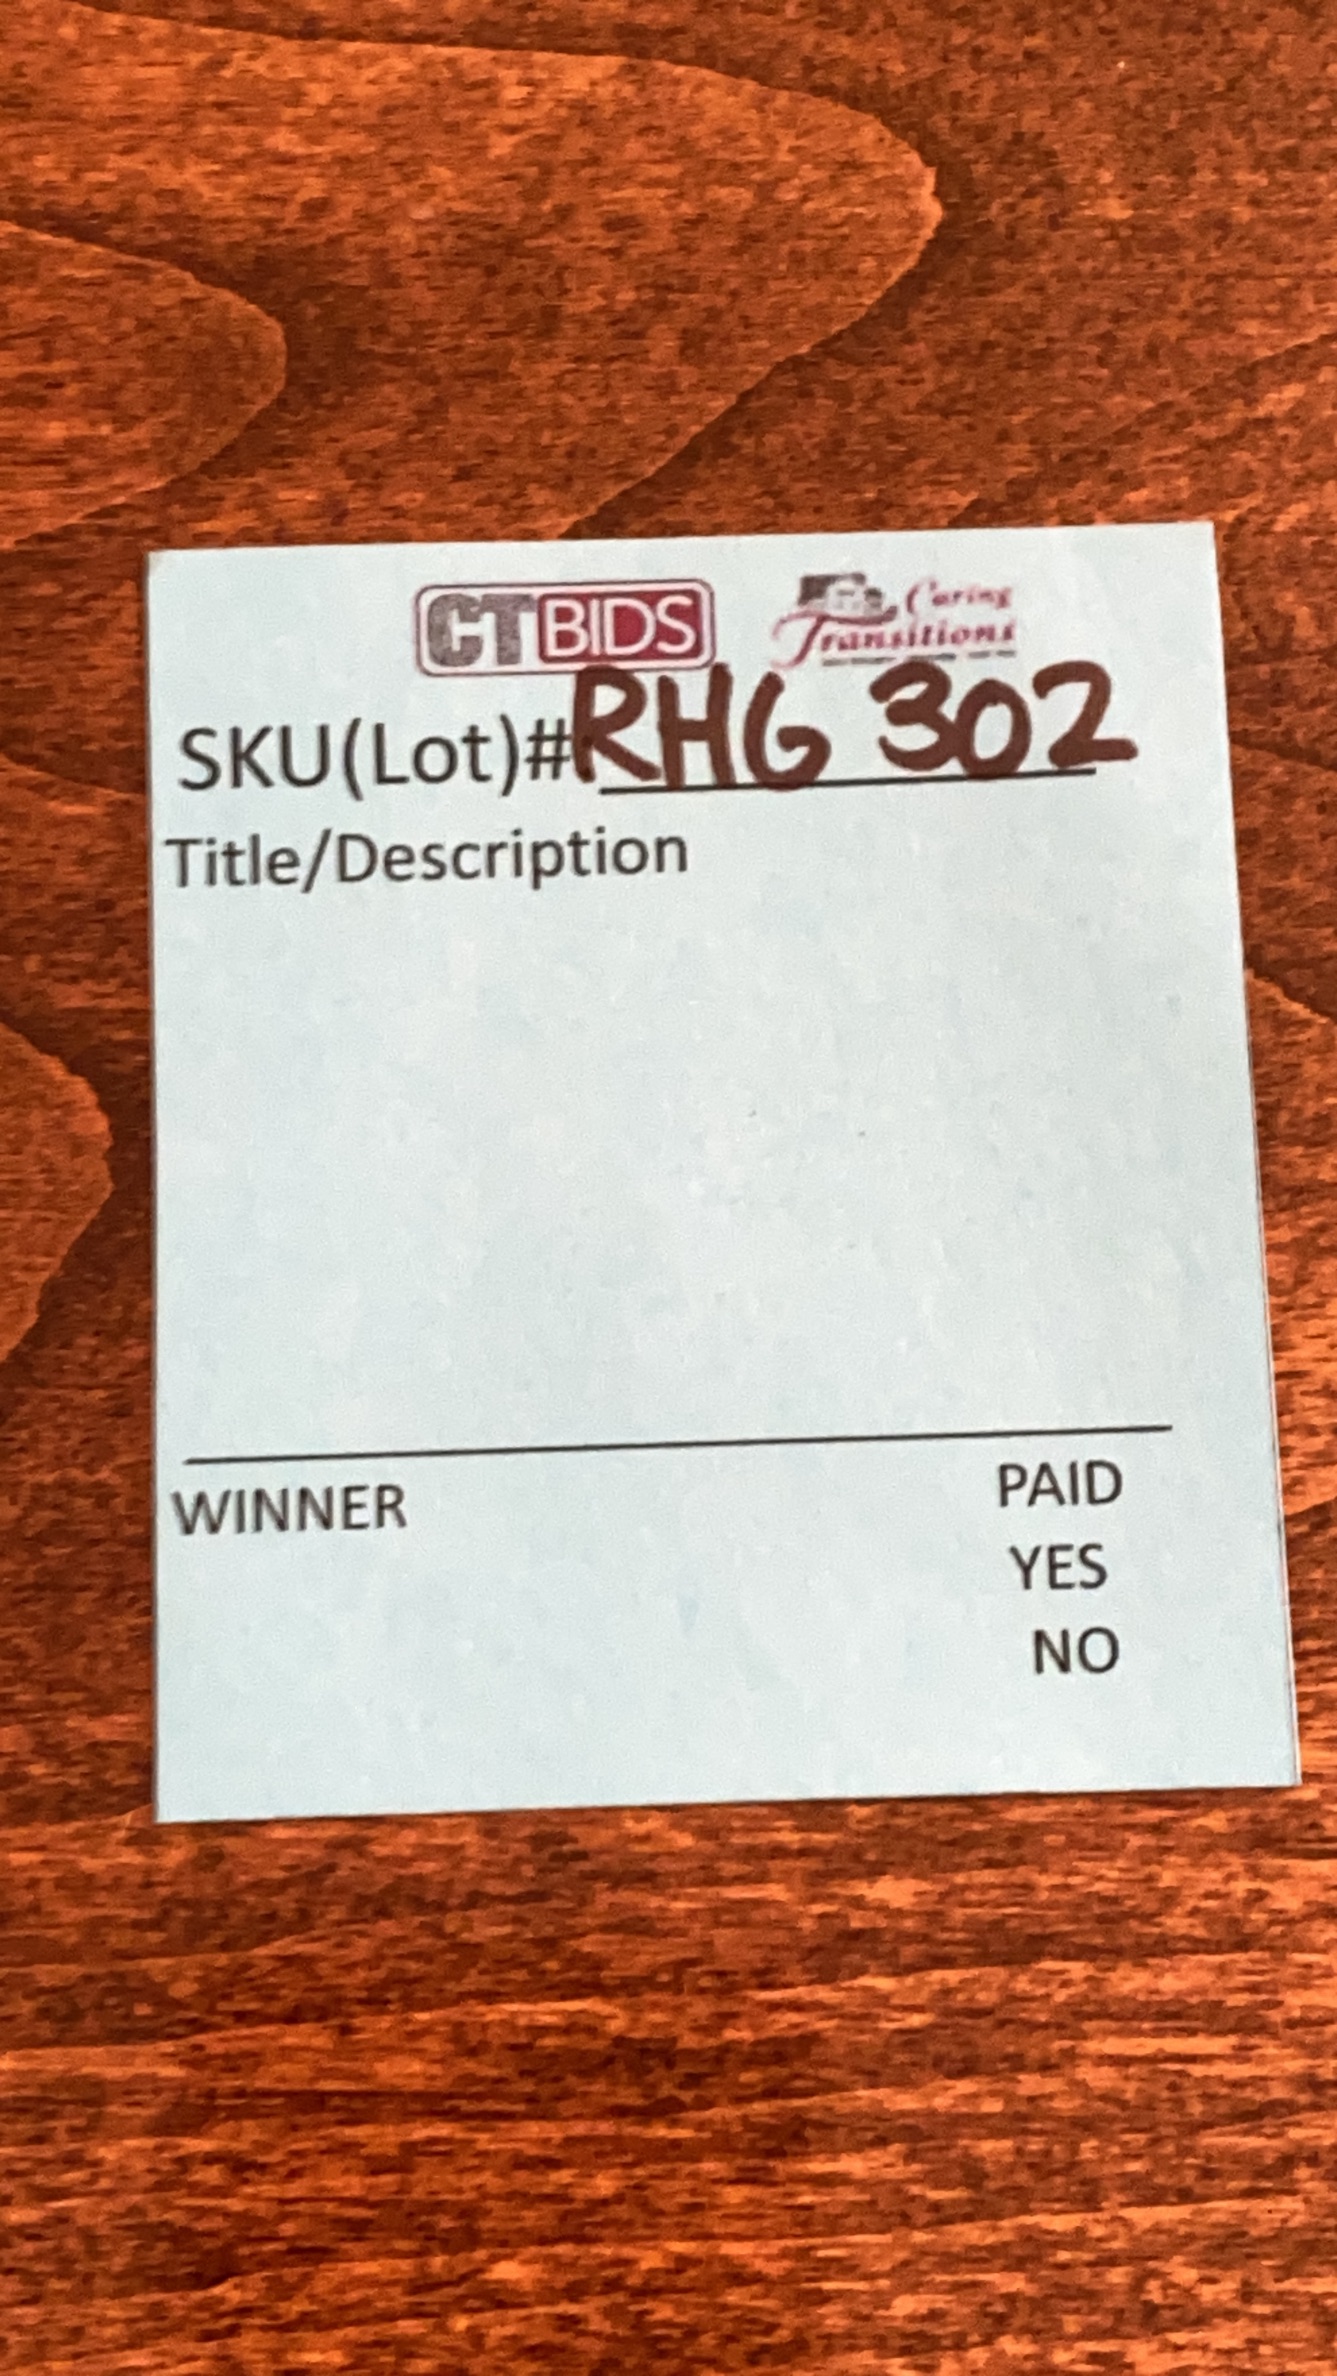 CTBIDS Caring Transitions
SKU(Lot)# RHG 302
Title/Description
WINNER PAID
YES
NO